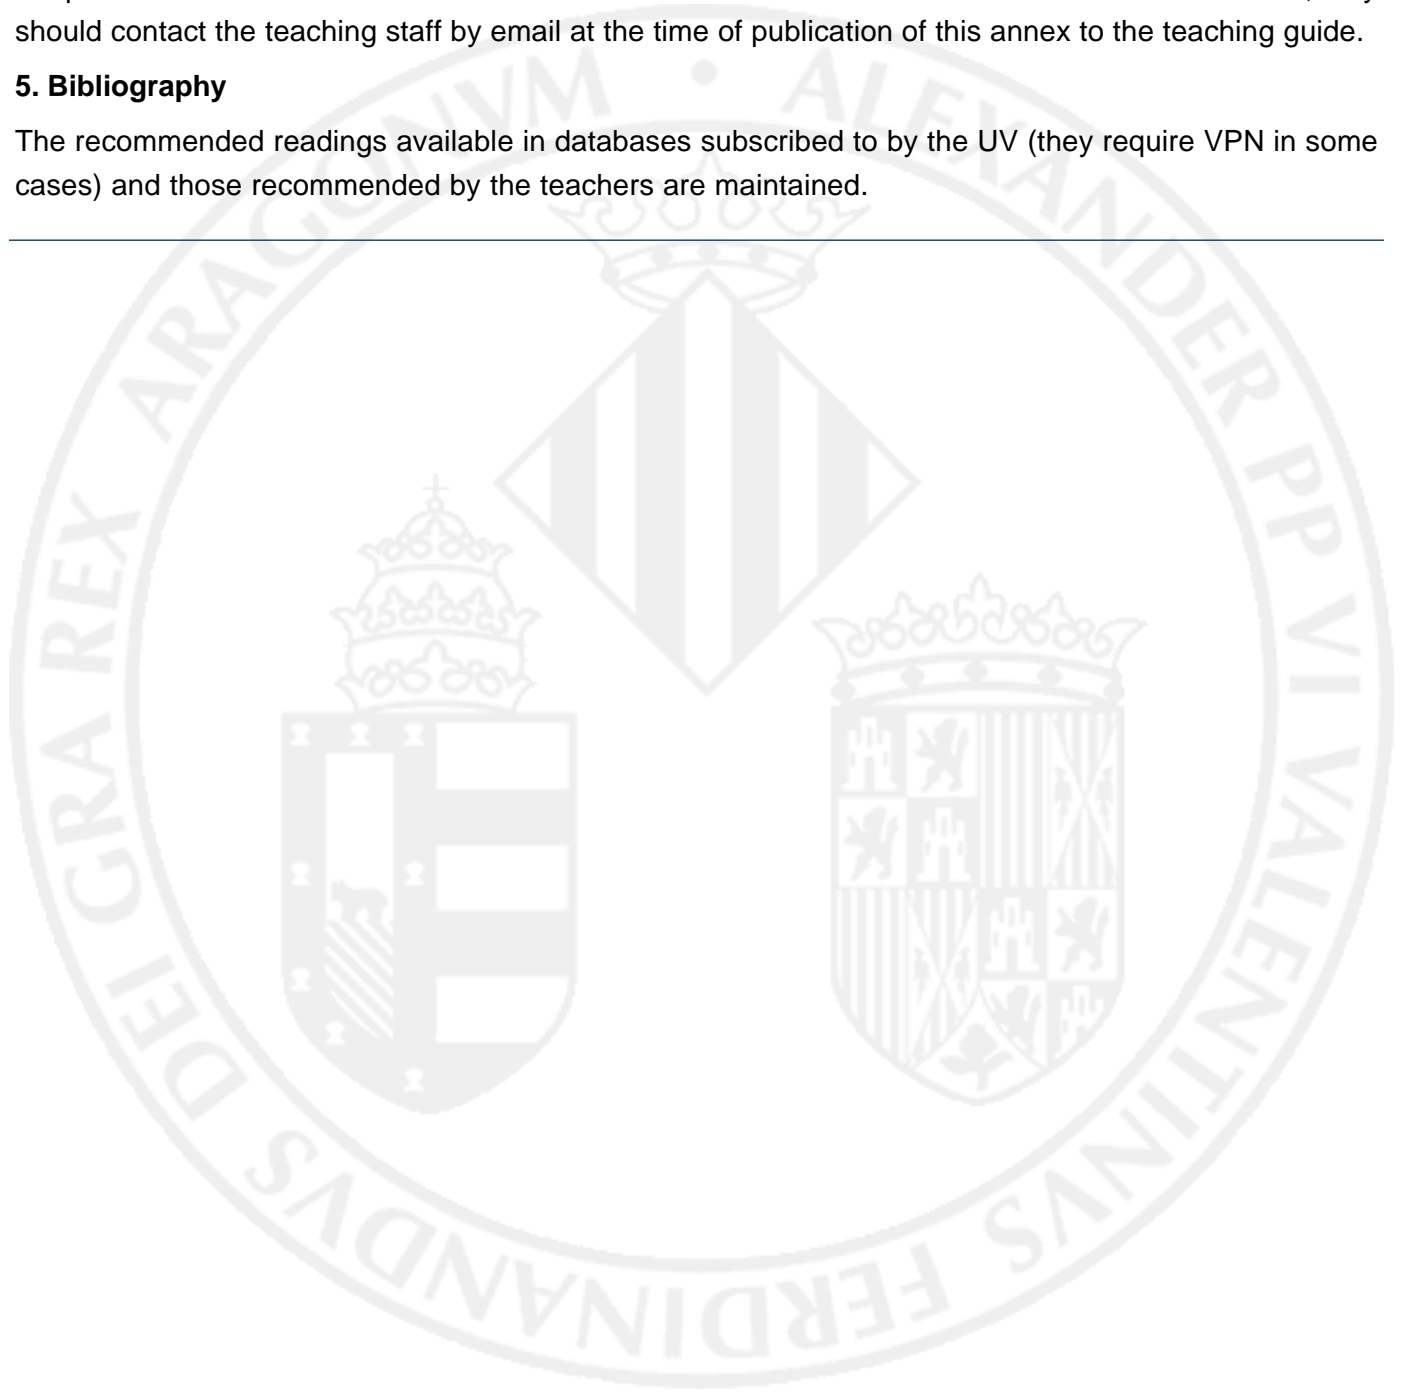 should contact the teaching staff by email at the time of publication of this annex to the teaching guide.
5. Bibliography
The recommended readings available in databases subscribed to by the UV (they require VPN in some
cases) and those recommended by the teachers are maintained.
ALEXANDER PP VI VALENTINVS FERDINANDVS DEI GRA REX ARAGONVM